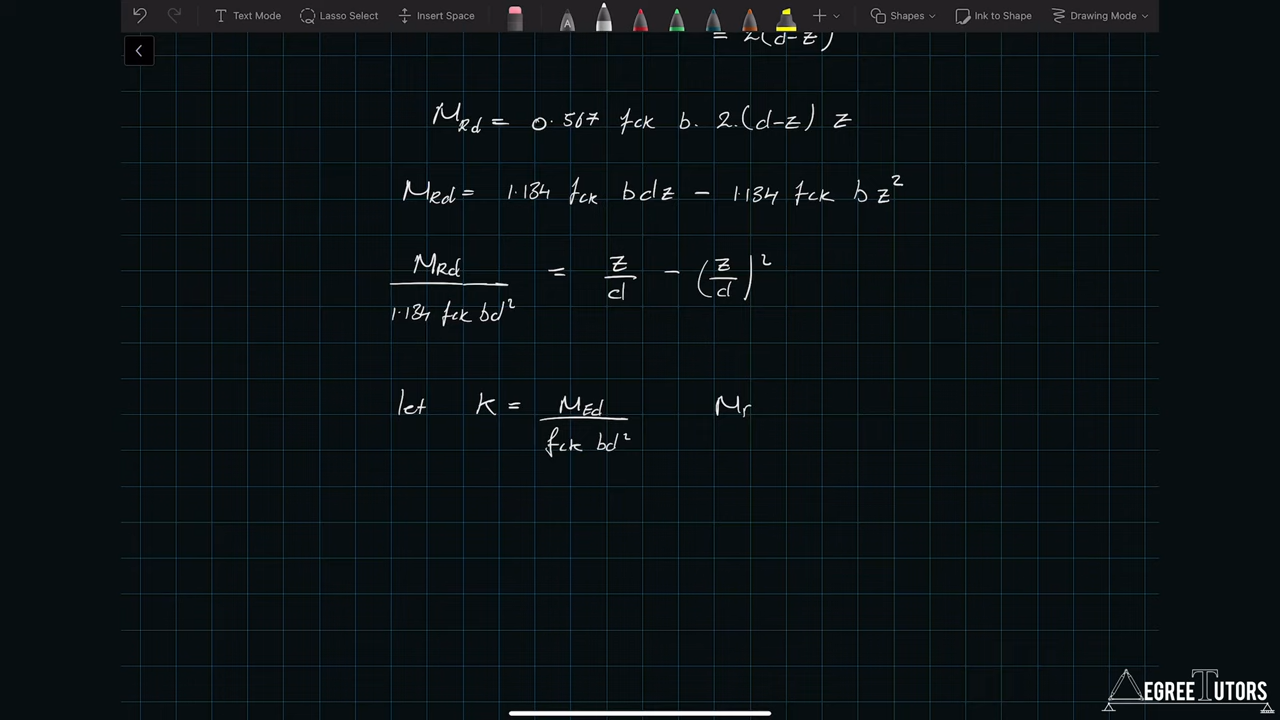 Text Mode Lasso Select Insert Space A Shapes Ink to Shape Drawing Mode
= 2(d-z)
M_Rd = 0.567 fck b. 2.(d-z) z
M_Rd = 1.134 fck bdz - 1.134 fck bz²
M_Rd / 1.134 fck bd² = z/d - (z/d)²
let K = M_Ed / fck bd² M
DEGREE TUTORS